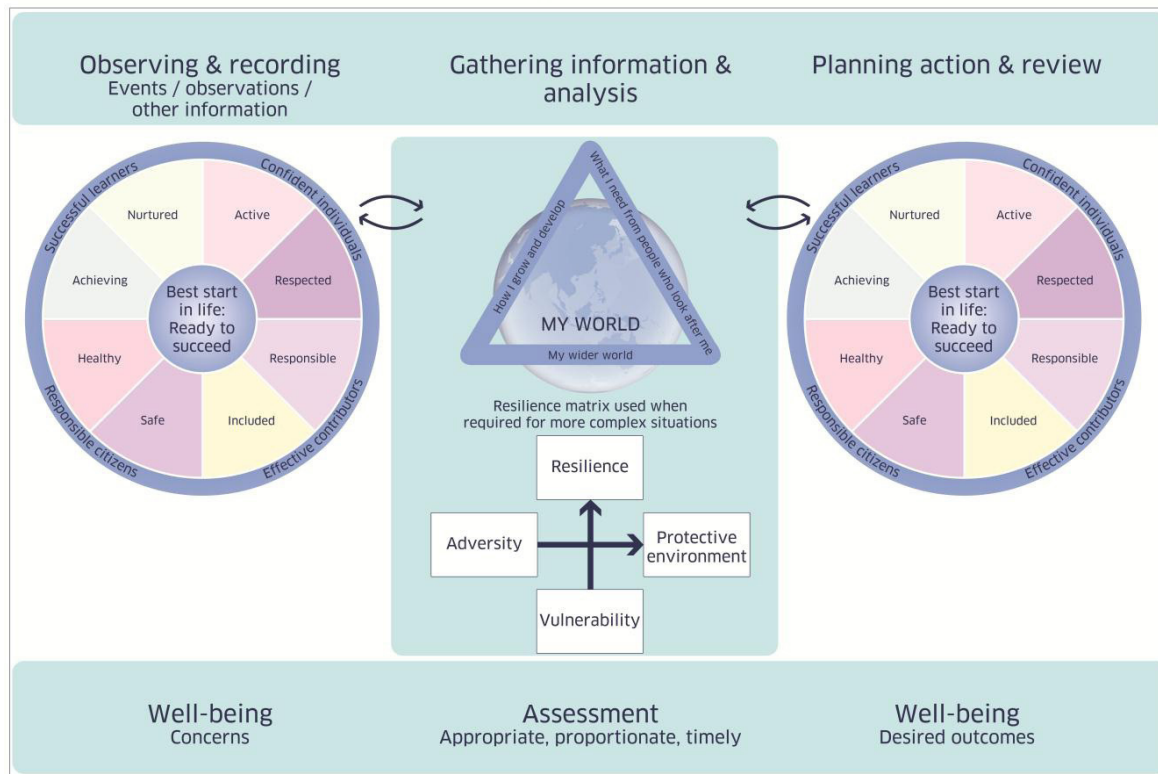 Observing & recording
Events / observations /
other information
Gathering information &
analysis
Planning action & review
Successful learners
Confident individuals
Nurtured
Active
Achieving
Respected
Best start
in life:
Ready to
succeed
Healthy
Responsible
Safe
Included
Responsible citizens
Effective contributors
How I grow and develop
What I need from people who look after me
MY WORLD
My wider world
Resilience matrix used when
required for more complex situations
Resilience
Adversity
Protective
environment
Vulnerability
Successful learners
Confident individuals
Nurtured
Active
Achieving
Respected
Best start
in life:
Ready to
succeed
Healthy
Responsible
Safe
Included
Responsible citizens
Effective contributors
Well-being
Concerns
Assessment
Appropriate, proportionate, timely
Well-being
Desired outcomes